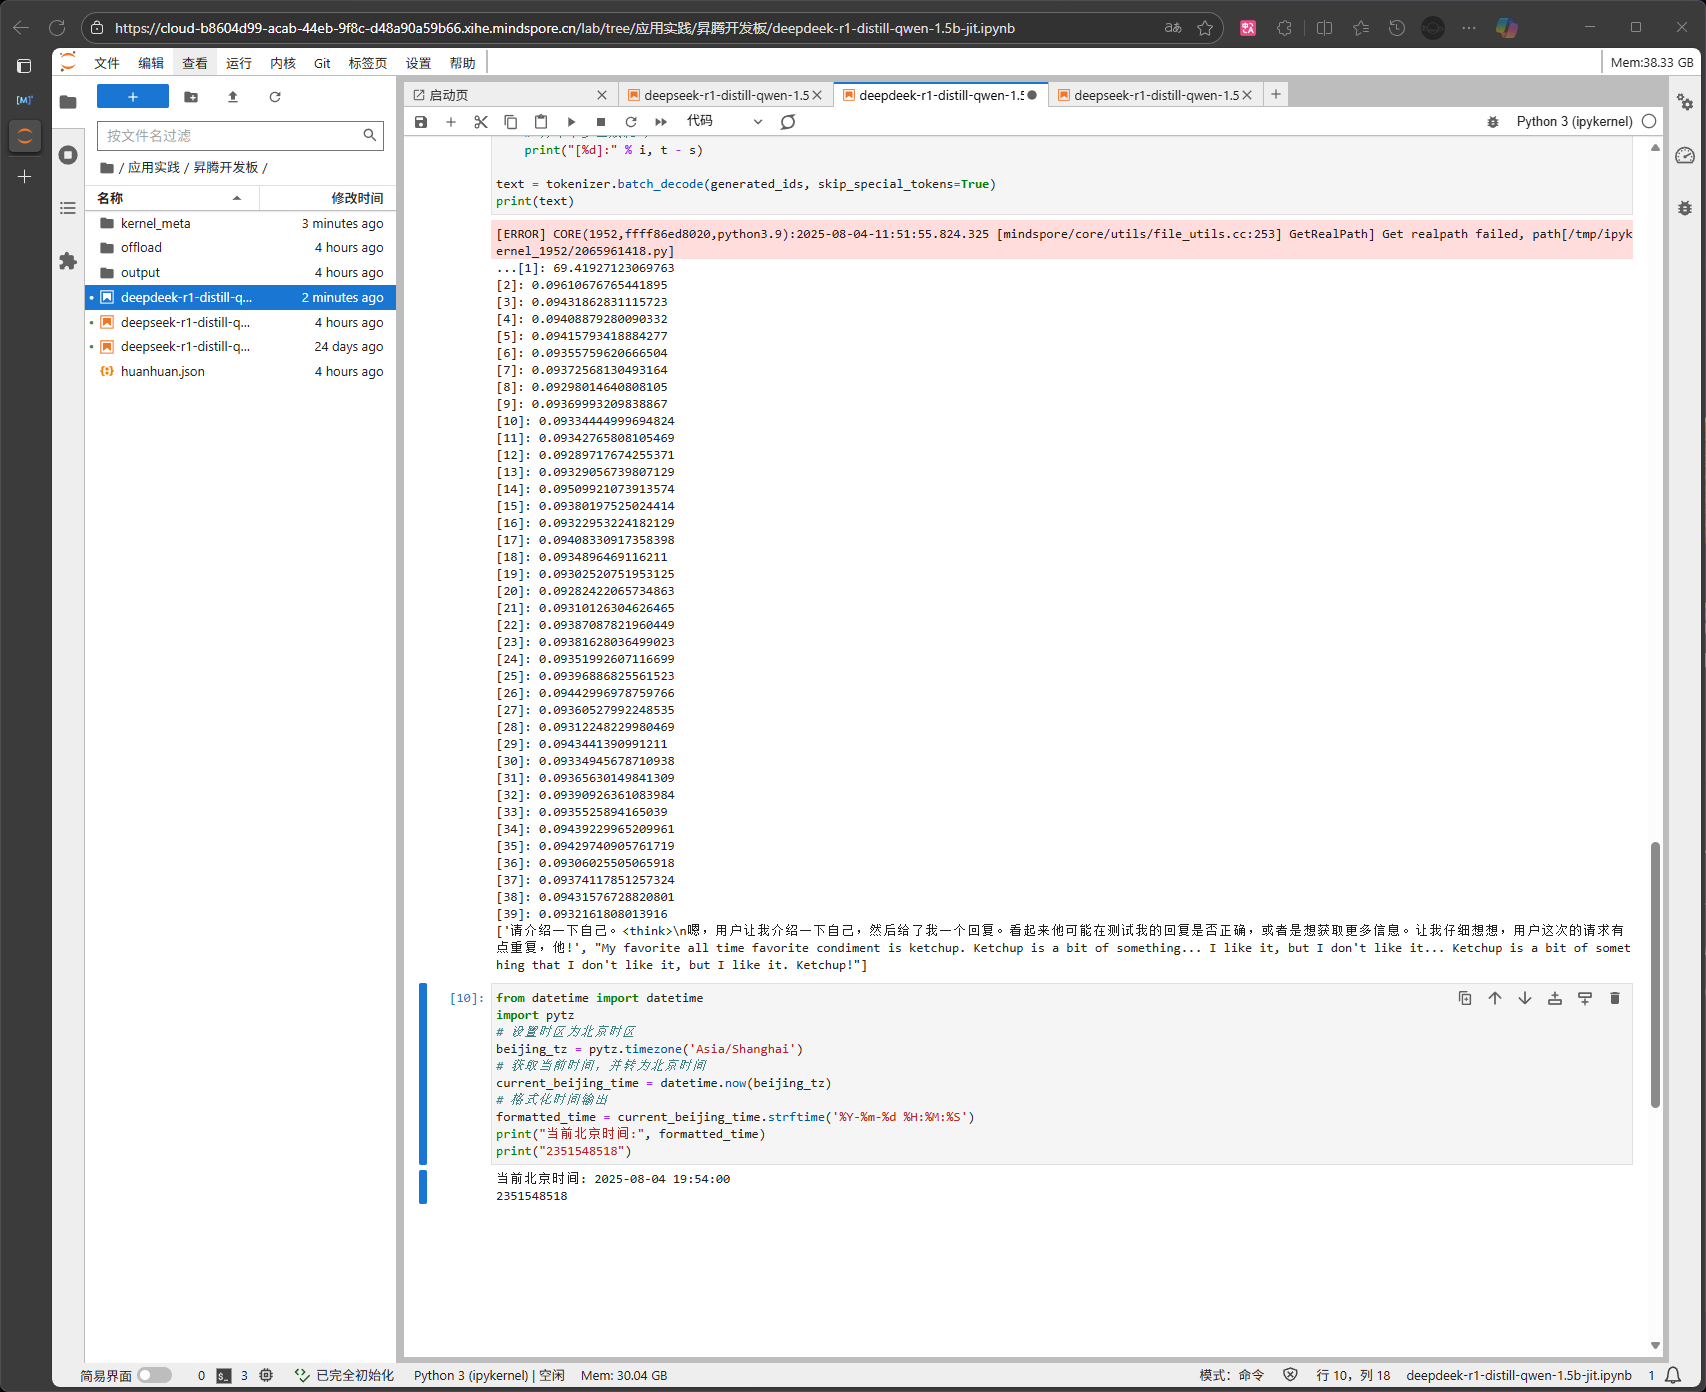 https://cloud-b8604d99-acab-44eb-9f8c-d48a90a59b66.xihe.mindspore.cn/lab/tree/应用实践/昇腾开发板/deepdeek-r1-distill-qwen-1.5b-jit.ipynb
文件 编辑 查看 运行 内核 Git 标签页 设置 帮助
Mem:38.33 GB
启动页
deepseek-r1-distill-qwen-1.5
deepdeek-r1-distill-qwen-1.5
deepseek-r1-distill-qwen-1.5
代码
Python 3 (ipykernel)
按文件名过滤
/ 应用实践 / 昇腾开发板 /
名称 修改时间
kernel_meta 3 minutes ago
offload 4 hours ago
output 4 hours ago
deepdeek-r1-distill-q... 2 minutes ago
deepseek-r1-distill-q... 4 hours ago
deepseek-r1-distill-q... 24 days ago
huanhuan.json 4 hours ago
print("[%d]:" % i, t - s)
text = tokenizer.batch_decode(generated_ids, skip_special_tokens=True)
print(text)
[ERROR] CORE(1952,ffff86ed8020,python3.9):2025-08-04-11:51:55.824.325 [mindspore/core/utils/file_utils.cc:253] GetRealPath] Get realpath failed, path[/tmp/ipyk
ernel_1952/2065961418.py]
...[1]: 69.41927123069763
[2]: 0.09610676765441895
[3]: 0.09431862831115723
[4]: 0.09408879280090332
[5]: 0.09415793418884277
[6]: 0.09355759620666504
[7]: 0.09372568130493164
[8]: 0.09298014640808105
[9]: 0.09369993209838867
[10]: 0.09334444999694824
[11]: 0.09342765808105469
[12]: 0.09289717674255371
[13]: 0.09329056739807129
[14]: 0.09509921073913574
[15]: 0.09380197525024414
[16]: 0.09322953224182129
[17]: 0.09408330917358398
[18]: 0.0934896469116211
[19]: 0.09302520751953125
[20]: 0.09282422065734863
[21]: 0.09310126304626465
[22]: 0.09387087821960449
[23]: 0.09381628036499023
[24]: 0.09351992607116699
[25]: 0.09396886825561523
[26]: 0.09442996978759766
[27]: 0.09360527992248535
[28]: 0.09312248229980469
[29]: 0.0943441390991211
[30]: 0.09334945678710938
[31]: 0.09365630149841309
[32]: 0.09390926361083984
[33]: 0.0935525894165039
[34]: 0.09439229965209961
[35]: 0.09429740905761719
[36]: 0.09306025505065918
[37]: 0.09374117851257324
[38]: 0.09431576728820801
[39]: 0.0932161808013916
['请介绍一下自己。<think>\n嗯，用户让我介绍一下自己，然后给了我一个回复。看起来他可能在测试我的回复是否正确，或者是想获取更多信息。让我仔细想想，用户这次的请求有
点重复，他!', "My favorite all time favorite condiment is ketchup. Ketchup is a bit of something... I like it, but I don't like it... Ketchup is a bit of somet
hing that I don't like it, but I like it. Ketchup!"]
[10]:
from datetime import datetime
import pytz
# 设置时区为北京时区
beijing_tz = pytz.timezone('Asia/Shanghai')
# 获取当前时间，并转为北京时间
current_beijing_time = datetime.now(beijing_tz)
# 格式化时间输出
formatted_time = current_beijing_time.strftime('%Y-%m-%d %H:%M:%S')
print("当前北京时间:", formatted_time)
print("2351548518")
当前北京时间: 2025-08-04 19:54:00
2351548518
简易界面 0 3 已完全初始化 Python 3 (ipykernel) | 空闲 Mem: 30.04 GB 模式：命令 行 10，列 18 deepdeek-r1-distill-qwen-1.5b-jit.ipynb 1